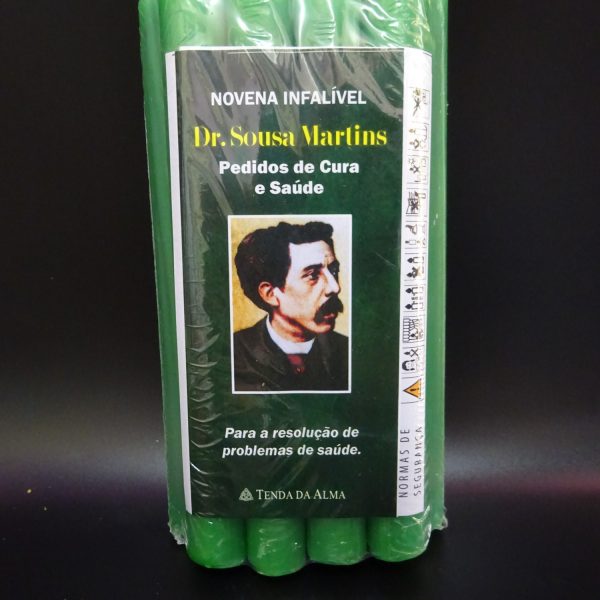 NOVENA INFALÍVEL
Dr. Sousa Martins
Pedidos de Cura
e Saúde
Para a resolução de
problemas de saúde.
TENDA DA ALMA
NORMAS DE
SEGURANÇA